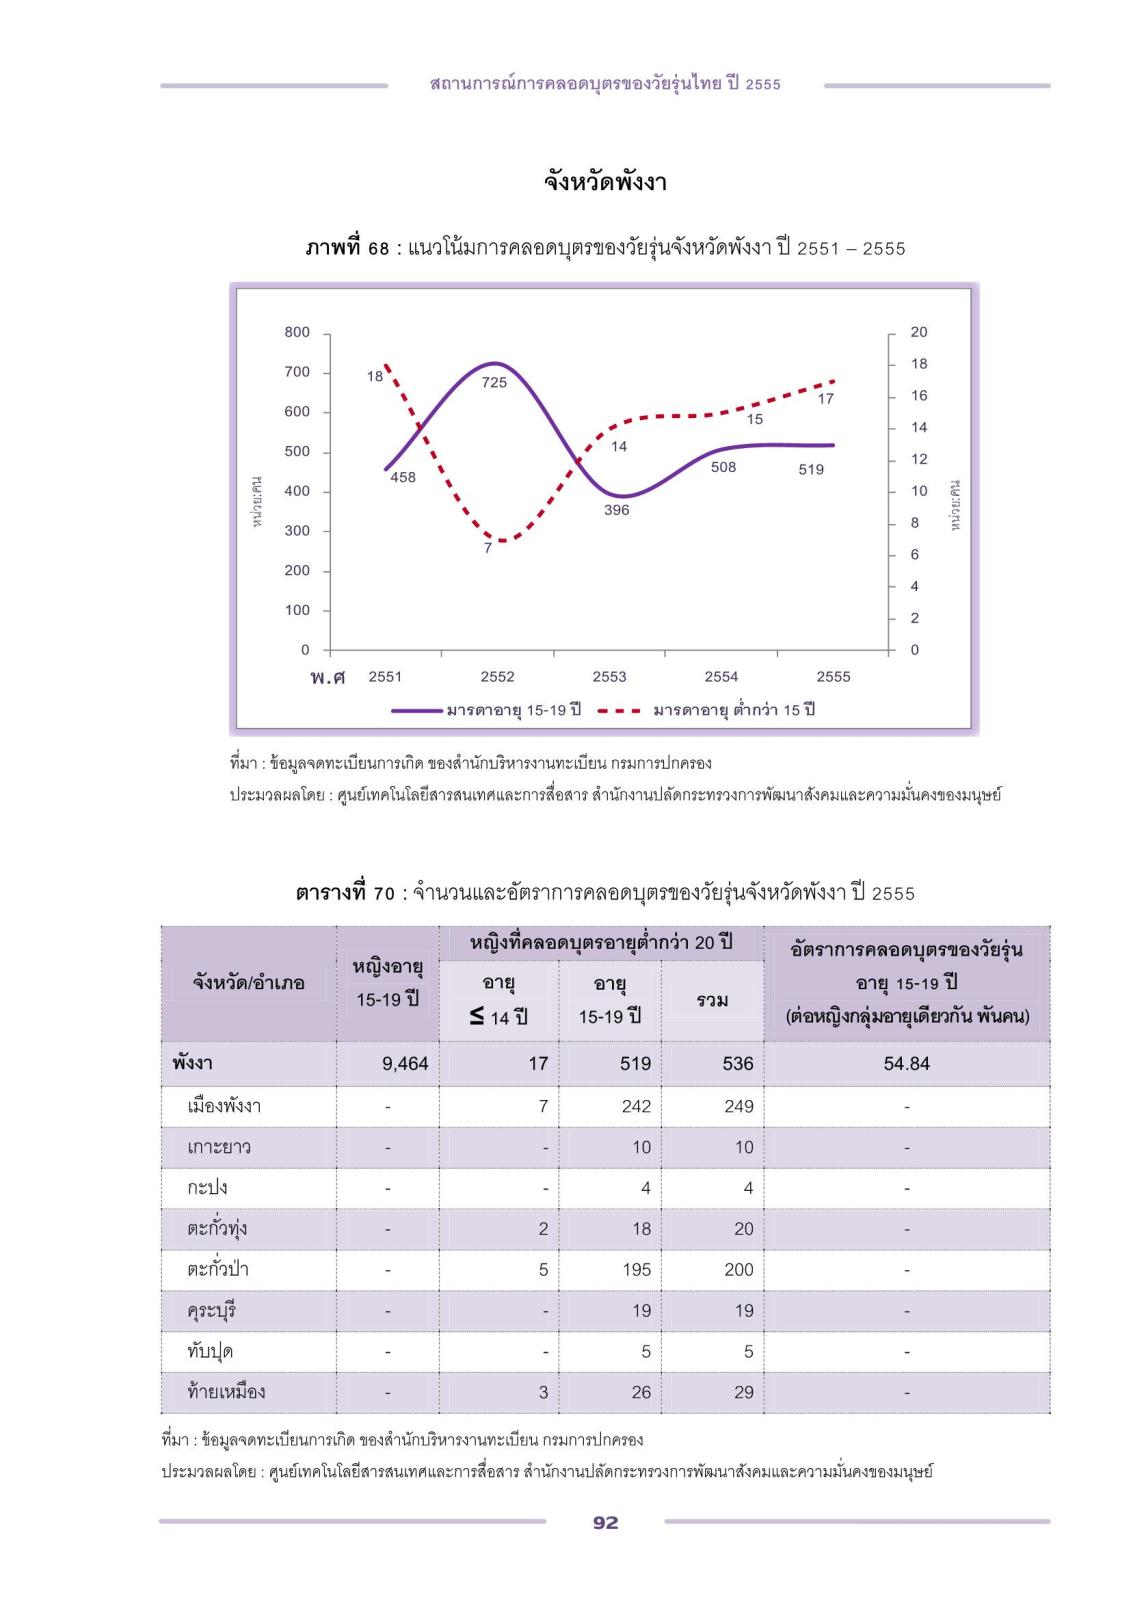 สถานการณ์การคลอดบุตรของวัยรุ่นไทย ปี 2555
จังหวัดพังงา
ภาพที่ 68 : แนวโน้มการคลอดบุตรของวัยรุ่นจังหวัดพังงา ปี 2551 – 2555
800 20
700 18
600 16
500 14
400 12
300 10
200 8
100 6
0 4
2
0
หน่วย:คน
หน่วย:คน
458 725 396 508 519
18 7 14 15 17
พ.ศ 2551 2552 2553 2554 2555
มารดาอายุ 15-19 ปี มารดาอายุ ต่ำกว่า 15 ปี
ที่มา : ข้อมูลจดทะเบียนการเกิด ของสำนักบริหารงานทะเบียน กรมการปกครอง
ประมวลผลโดย : ศูนย์เทคโนโลยีสารสนเทศและการสื่อสาร สำนักงานปลัดกระทรวงการพัฒนาสังคมและความมั่นคงของมนุษย์
ตารางที่ 70 : จำนวนและอัตราการคลอดบุตรของวัยรุ่นจังหวัดพังงา ปี 2555
จังหวัด/อำเภอ
หญิงอายุ
15-19 ปี
หญิงที่คลอดบุตรอายุต่ำกว่า 20 ปี
อายุ
≤ 14 ปี
อายุ
15-19 ปี
รวม
อัตราการคลอดบุตรของวัยรุ่น
อายุ 15-19 ปี
(ต่อหญิงกลุ่มอายุเดียวกัน พันคน)
พังงา 9,464 17 519 536 54.84
เมืองพังงา - 7 242 249 -
เกาะยาว - - 10 10 -
กะปง - - 4 4 -
ตะกั่วทุ่ง - 2 18 20 -
ตะกั่วป่า - 5 195 200 -
คุระบุรี - - 19 19 -
ทับปุด - - 5 5 -
ท้ายเหมือง - 3 26 29 -
ที่มา : ข้อมูลจดทะเบียนการเกิด ของสำนักบริหารงานทะเบียน กรมการปกครอง
ประมวลผลโดย : ศูนย์เทคโนโลยีสารสนเทศและการสื่อสาร สำนักงานปลัดกระทรวงการพัฒนาสังคมและความมั่นคงของมนุษย์
92